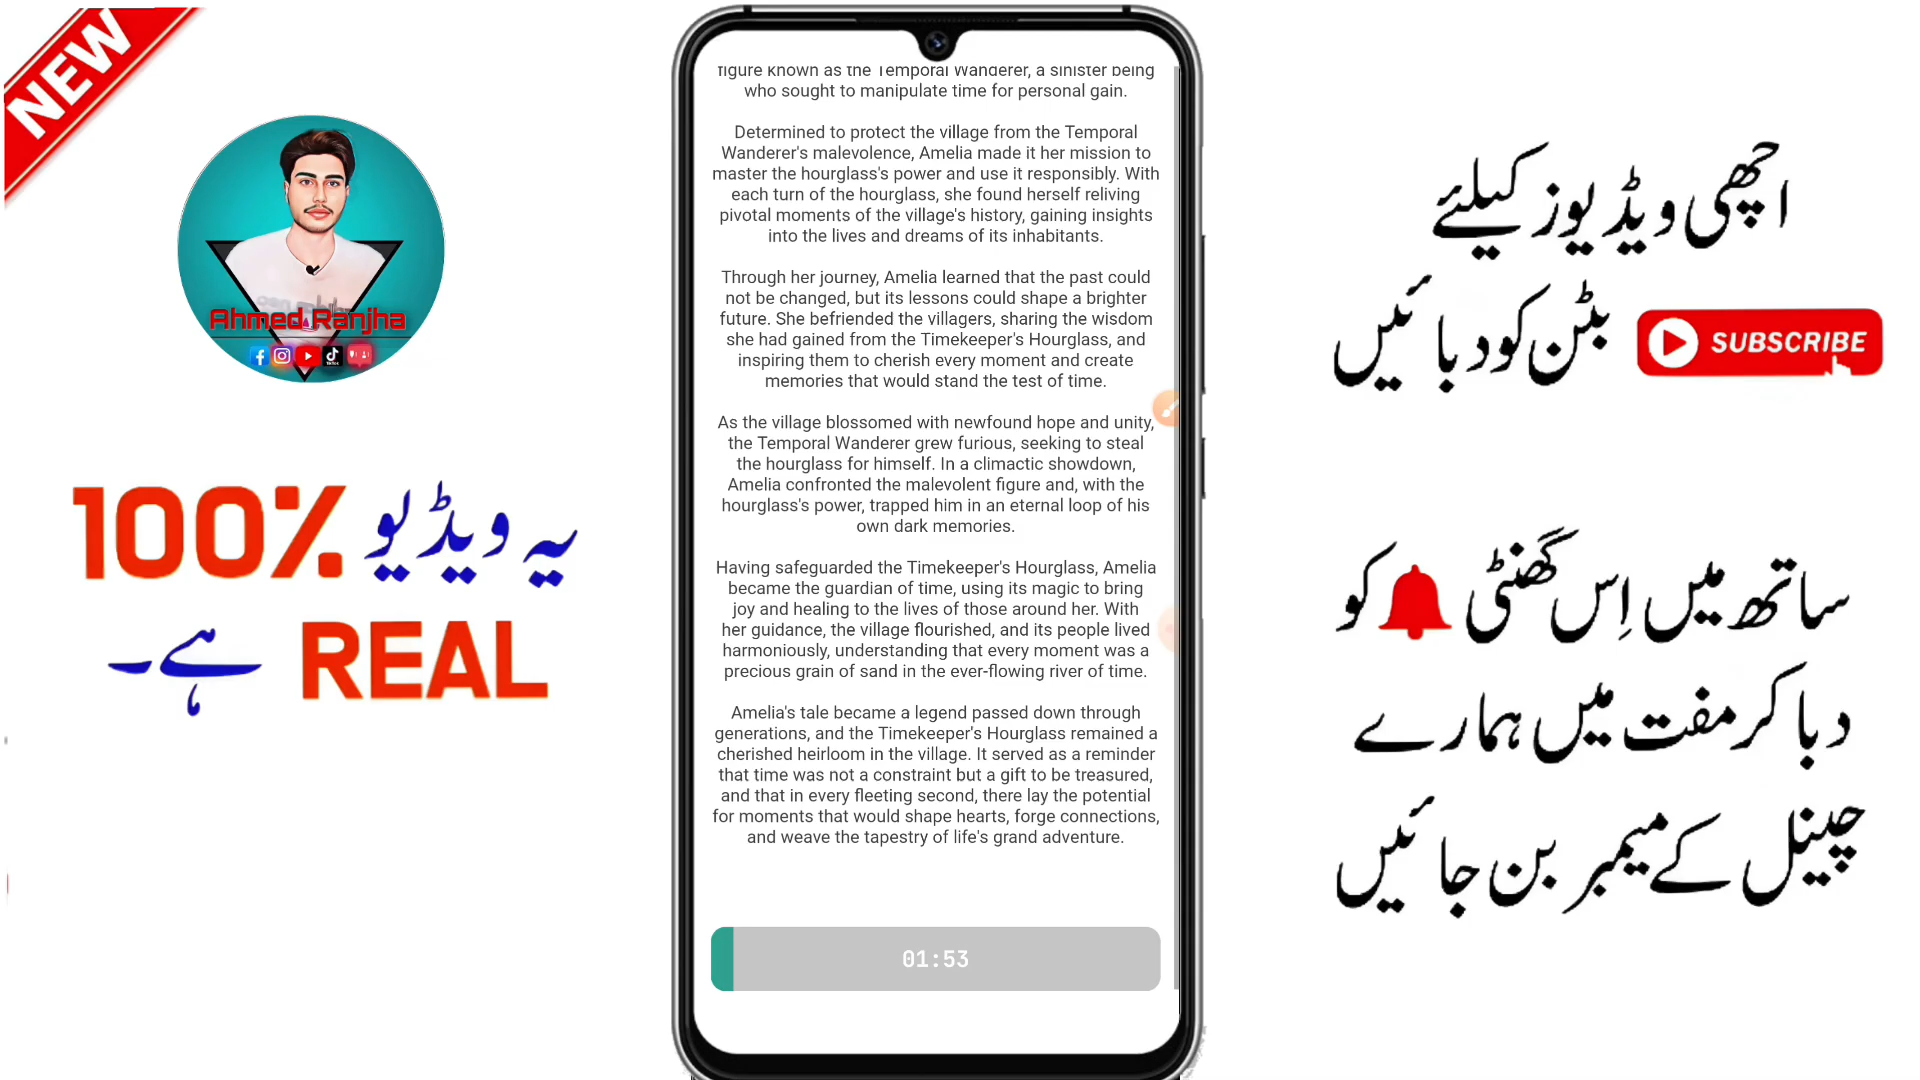 NEW
Ahmed Ranjha
یہ ویڈیو 100%
REAL ہے۔
figure known as the Temporal Wanderer, a sinister being
who sought to manipulate time for personal gain.
Determined to protect the village from the Temporal
Wanderer's malevolence, Amelia made it her mission to
master the hourglass's power and use it responsibly. With
each turn of the hourglass, she found herself reliving
pivotal moments of the village's history, gaining insights
into the lives and dreams of its inhabitants.
Through her journey, Amelia learned that the past could
not be changed, but its lessons could shape a brighter
future. She befriended the villagers, sharing the wisdom
she had gained from the Timekeeper's Hourglass, and
inspiring them to cherish every moment and create
memories that would stand the test of time.
As the village blossomed with newfound hope and unity,
the Temporal Wanderer grew furious, seeking to steal
the hourglass for himself. In a climactic showdown,
Amelia confronted the malevolent figure and, with the
hourglass's power, trapped him in an eternal loop of his
own dark memories.
Having safeguarded the Timekeeper's Hourglass, Amelia
became the guardian of time, using its magic to bring
joy and healing to the lives of those around her. With
her guidance, the village flourished, and its people lived
harmoniously, understanding that every moment was a
precious grain of sand in the ever-flowing river of time.
Amelia's tale became a legend passed down through
generations, and the Timekeeper's Hourglass remained a
cherished heirloom in the village. It served as a reminder
that time was not a constraint but a gift to be treasured,
and that in every fleeting second, there lay the potential
for moments that would shape hearts, forge connections,
and weave the tapestry of life's grand adventure.
01:53
اچھی ویڈیوز کیلئے
بٹن کو دبائیں SUBSCRIBE
ساتھ میں اِس گھنٹی کو
دبا کر مفت میں ہمارے
چینل کے میمبر بن جائیں